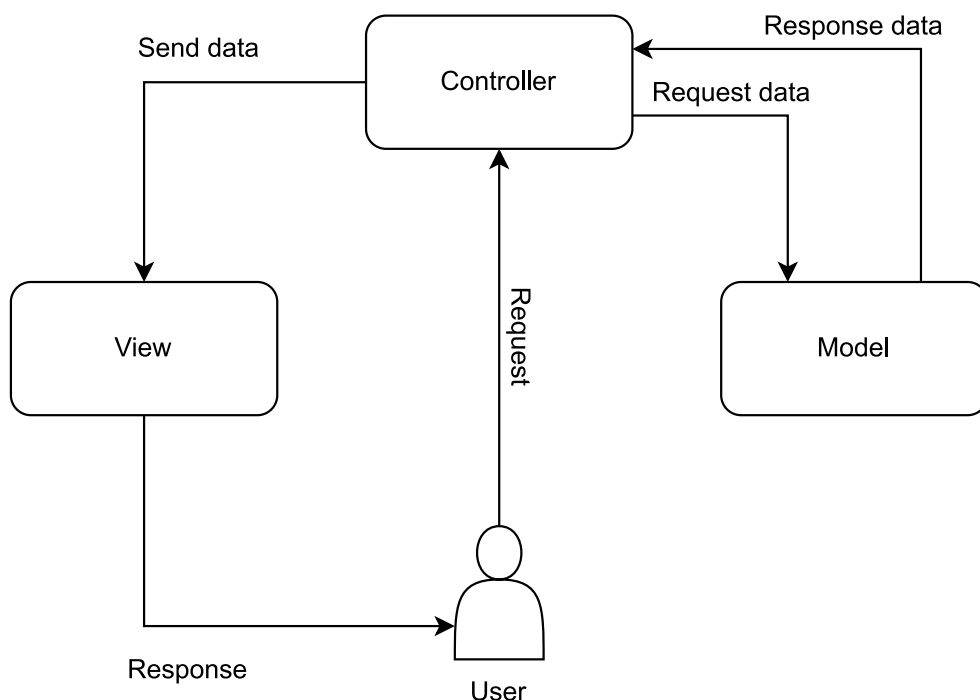 Response data
Send data
Controller
Request data
Request
View
Model
Response
User